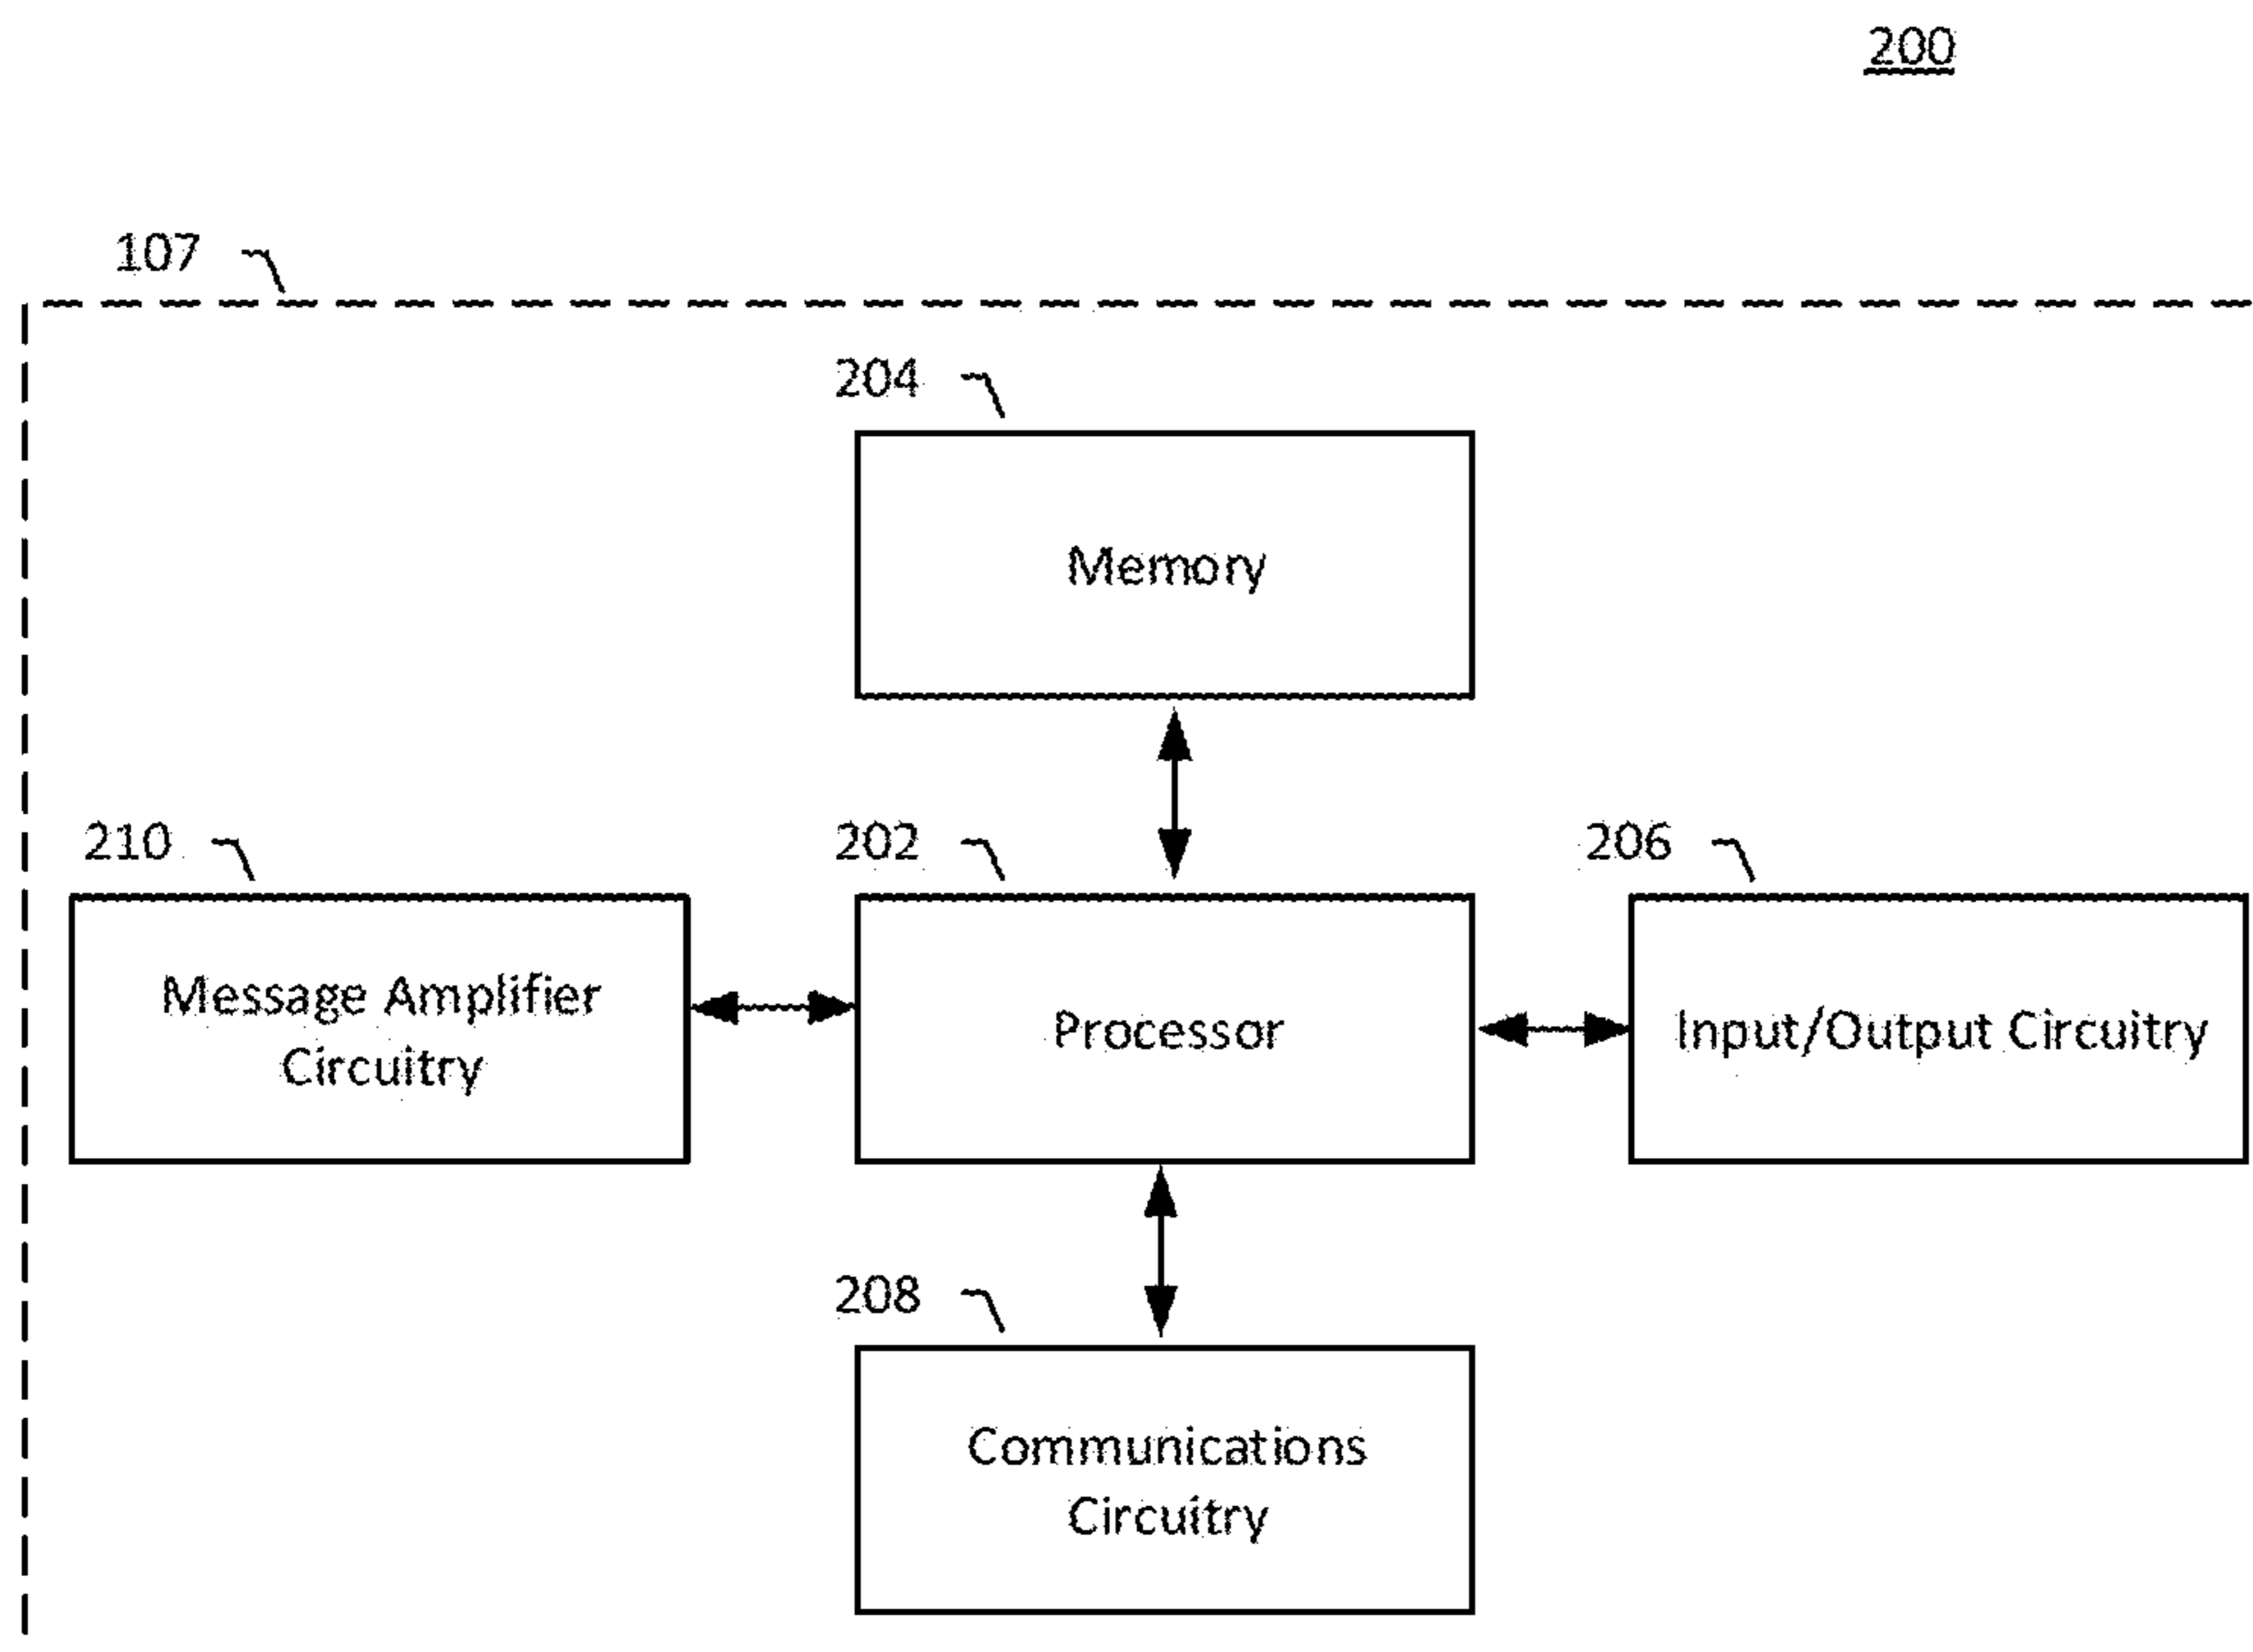 200
107
204
Memory
210
202
206
Message Amplifier
Circuitry
Processor
Input/Output Circuitry
208
Communications
Circuitry